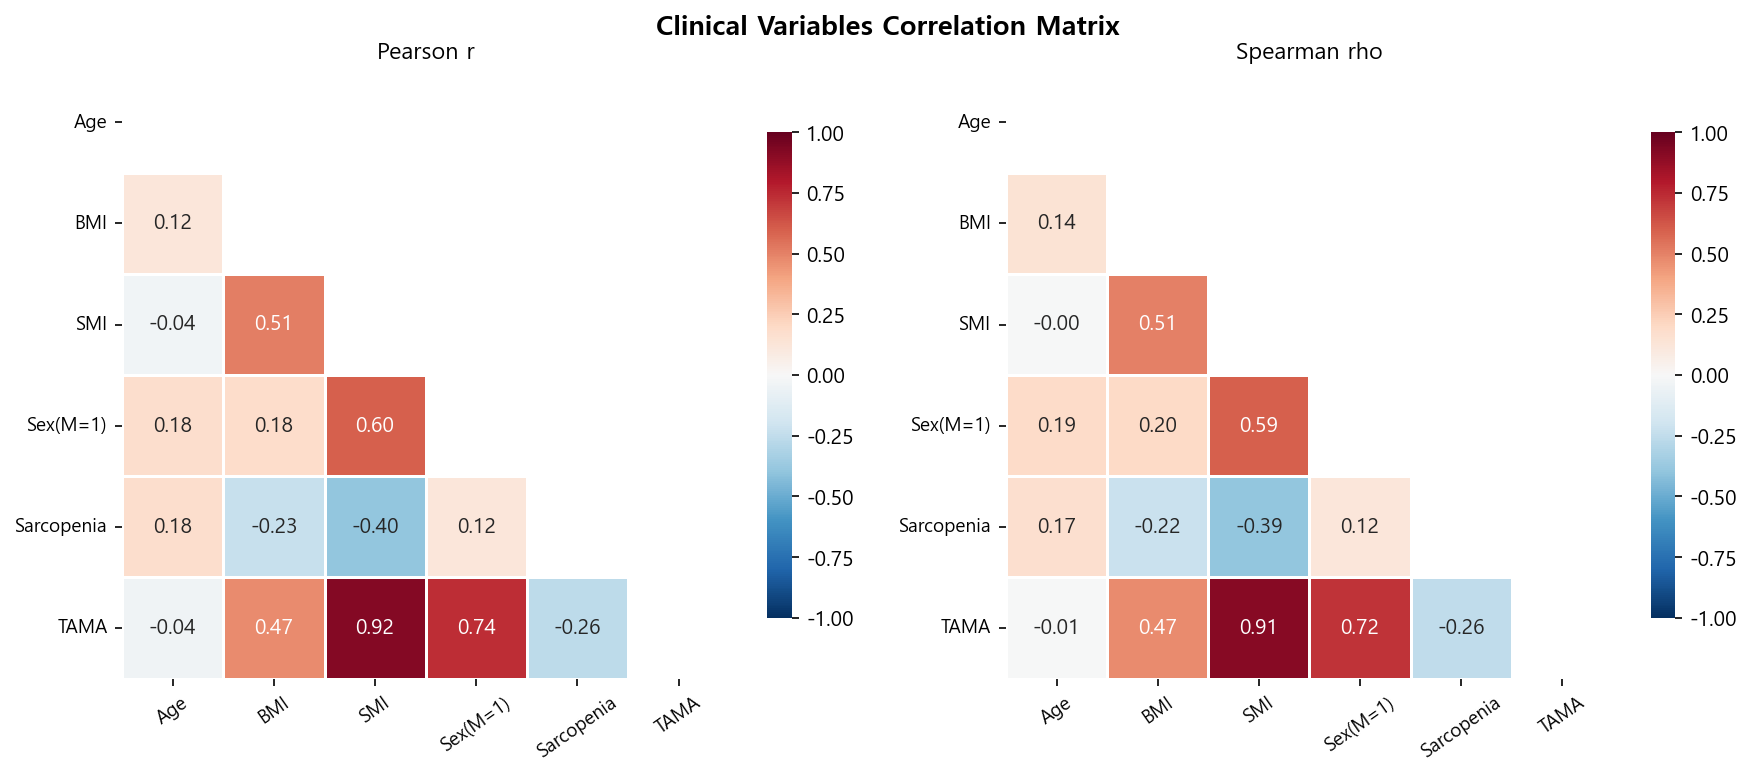 Clinical Variables Correlation Matrix
Pearson r
Age
BMI 0.12
SMI -0.04 0.51
Sex(M=1) 0.18 0.18 0.60
Sarcopenia 0.18 -0.23 -0.40 0.12
TAMA -0.04 0.47 0.92 0.74 -0.26
Age BMI SMI Sex(M=1) Sarcopenia TAMA
1.00
0.75
0.50
0.25
0.00
-0.25
-0.50
-0.75
-1.00
Spearman rho
Age
BMI 0.14
SMI -0.00 0.51
Sex(M=1) 0.19 0.20 0.59
Sarcopenia 0.17 -0.22 -0.39 0.12
TAMA -0.01 0.47 0.91 0.72 -0.26
Age BMI SMI Sex(M=1) Sarcopenia TAMA
1.00
0.75
0.50
0.25
0.00
-0.25
-0.50
-0.75
-1.00